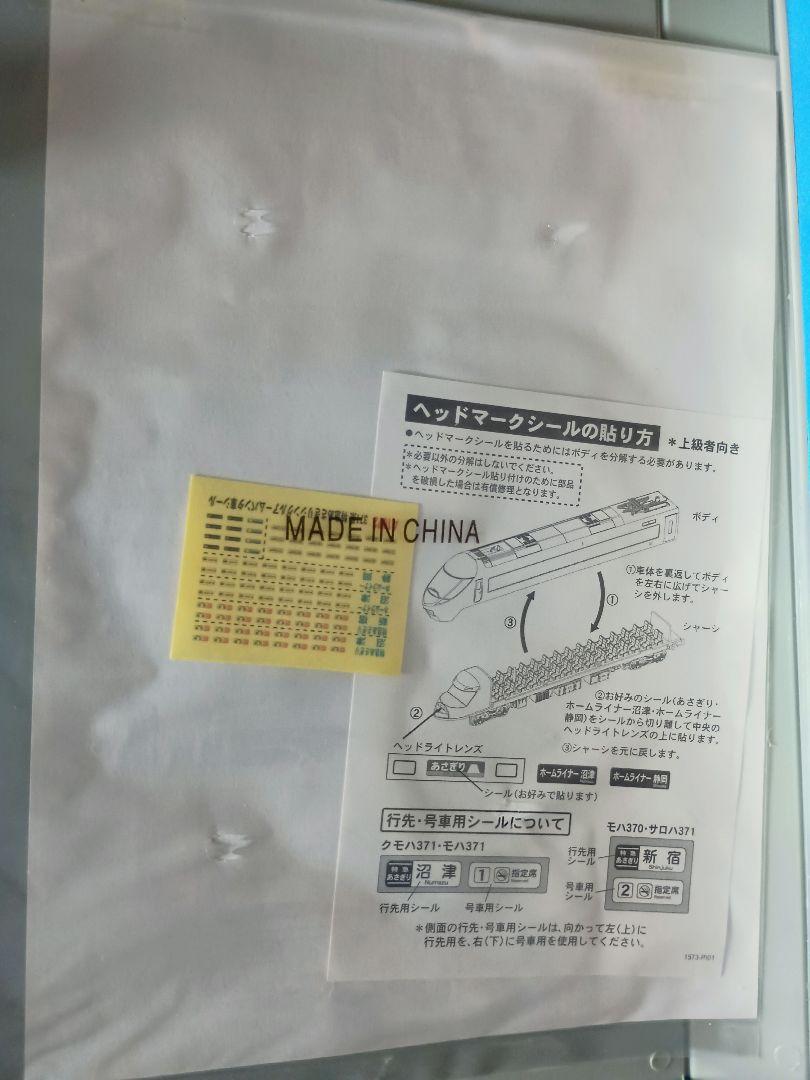 ヘッドマークシールの貼り方 *上級者向き
●ヘッドマークシールを貼るためにはボディを分解する必要があります。
*必要以外の分解はしないでください。
*ヘッドマークシール貼り付けのために部品
を破損した場合は有償修理となります。
MADE IN CHINA
ボディ
①車体を裏返してボディ
を左右に広げてシャー
シを外します。
①
③
シャーシ
②
②お好みのシール(あさぎり・
ホームライナー沼津・ホームライナー
静岡)をシールから切り離して中央の
ヘッドライトレンズの上に貼ります。
③シャーシを元に戻します。
ヘッドライトレンズ
あさぎり
ホームライナー沼津
ホームライナー静岡
シール(お好みで貼ります)
行先・号車用シールについて
クモハ371・モハ371
特急
あさぎり
沼津
Numazu
1
指定席
Reserved
行先用シール 号車用シール
モハ370・サロハ371
行先用
シール
特急
あさぎり
新宿
Shinjuku
号車用
シール
2
指定席
Reserved
*側面の行先・号車用シールは、向かって左(上)に
行先用を、右(下)に号車用を使用してください。